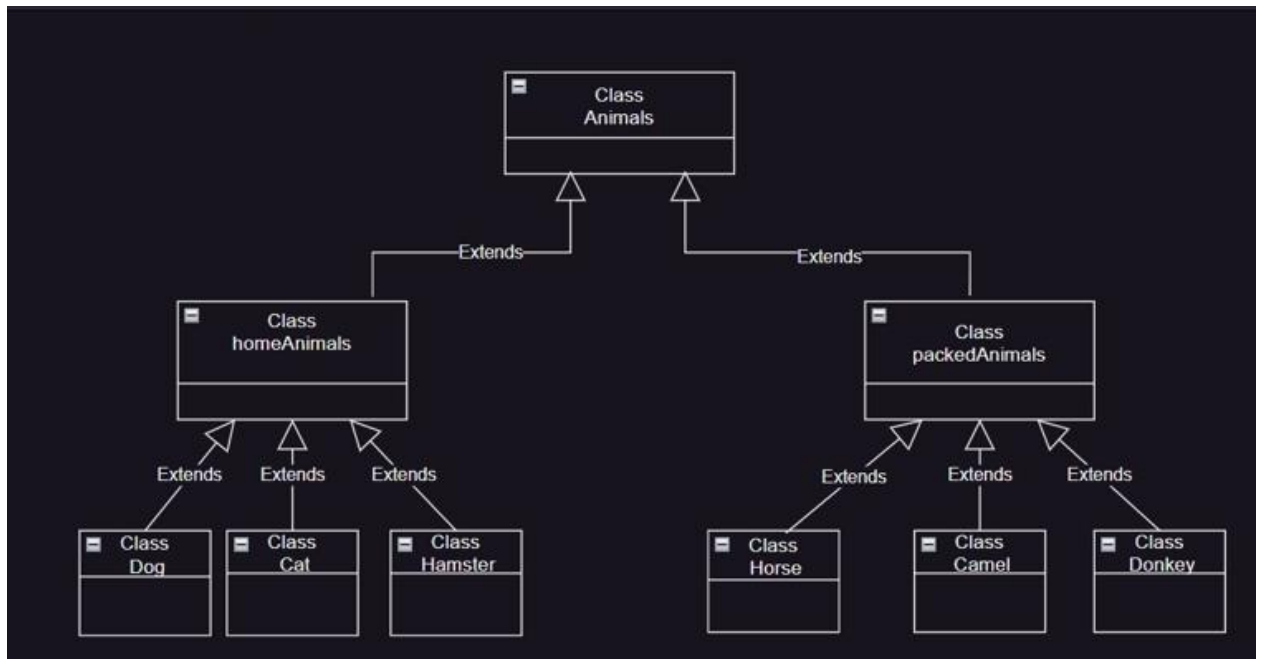 Class
Animals
Extends
Extends
Class
homeAnimals
Class
packedAnimals
Extends
Extends
Extends
Extends
Extends
Extends
Class
Dog
Class
Cat
Class
Hamster
Class
Horse
Class
Camel
Class
Donkey